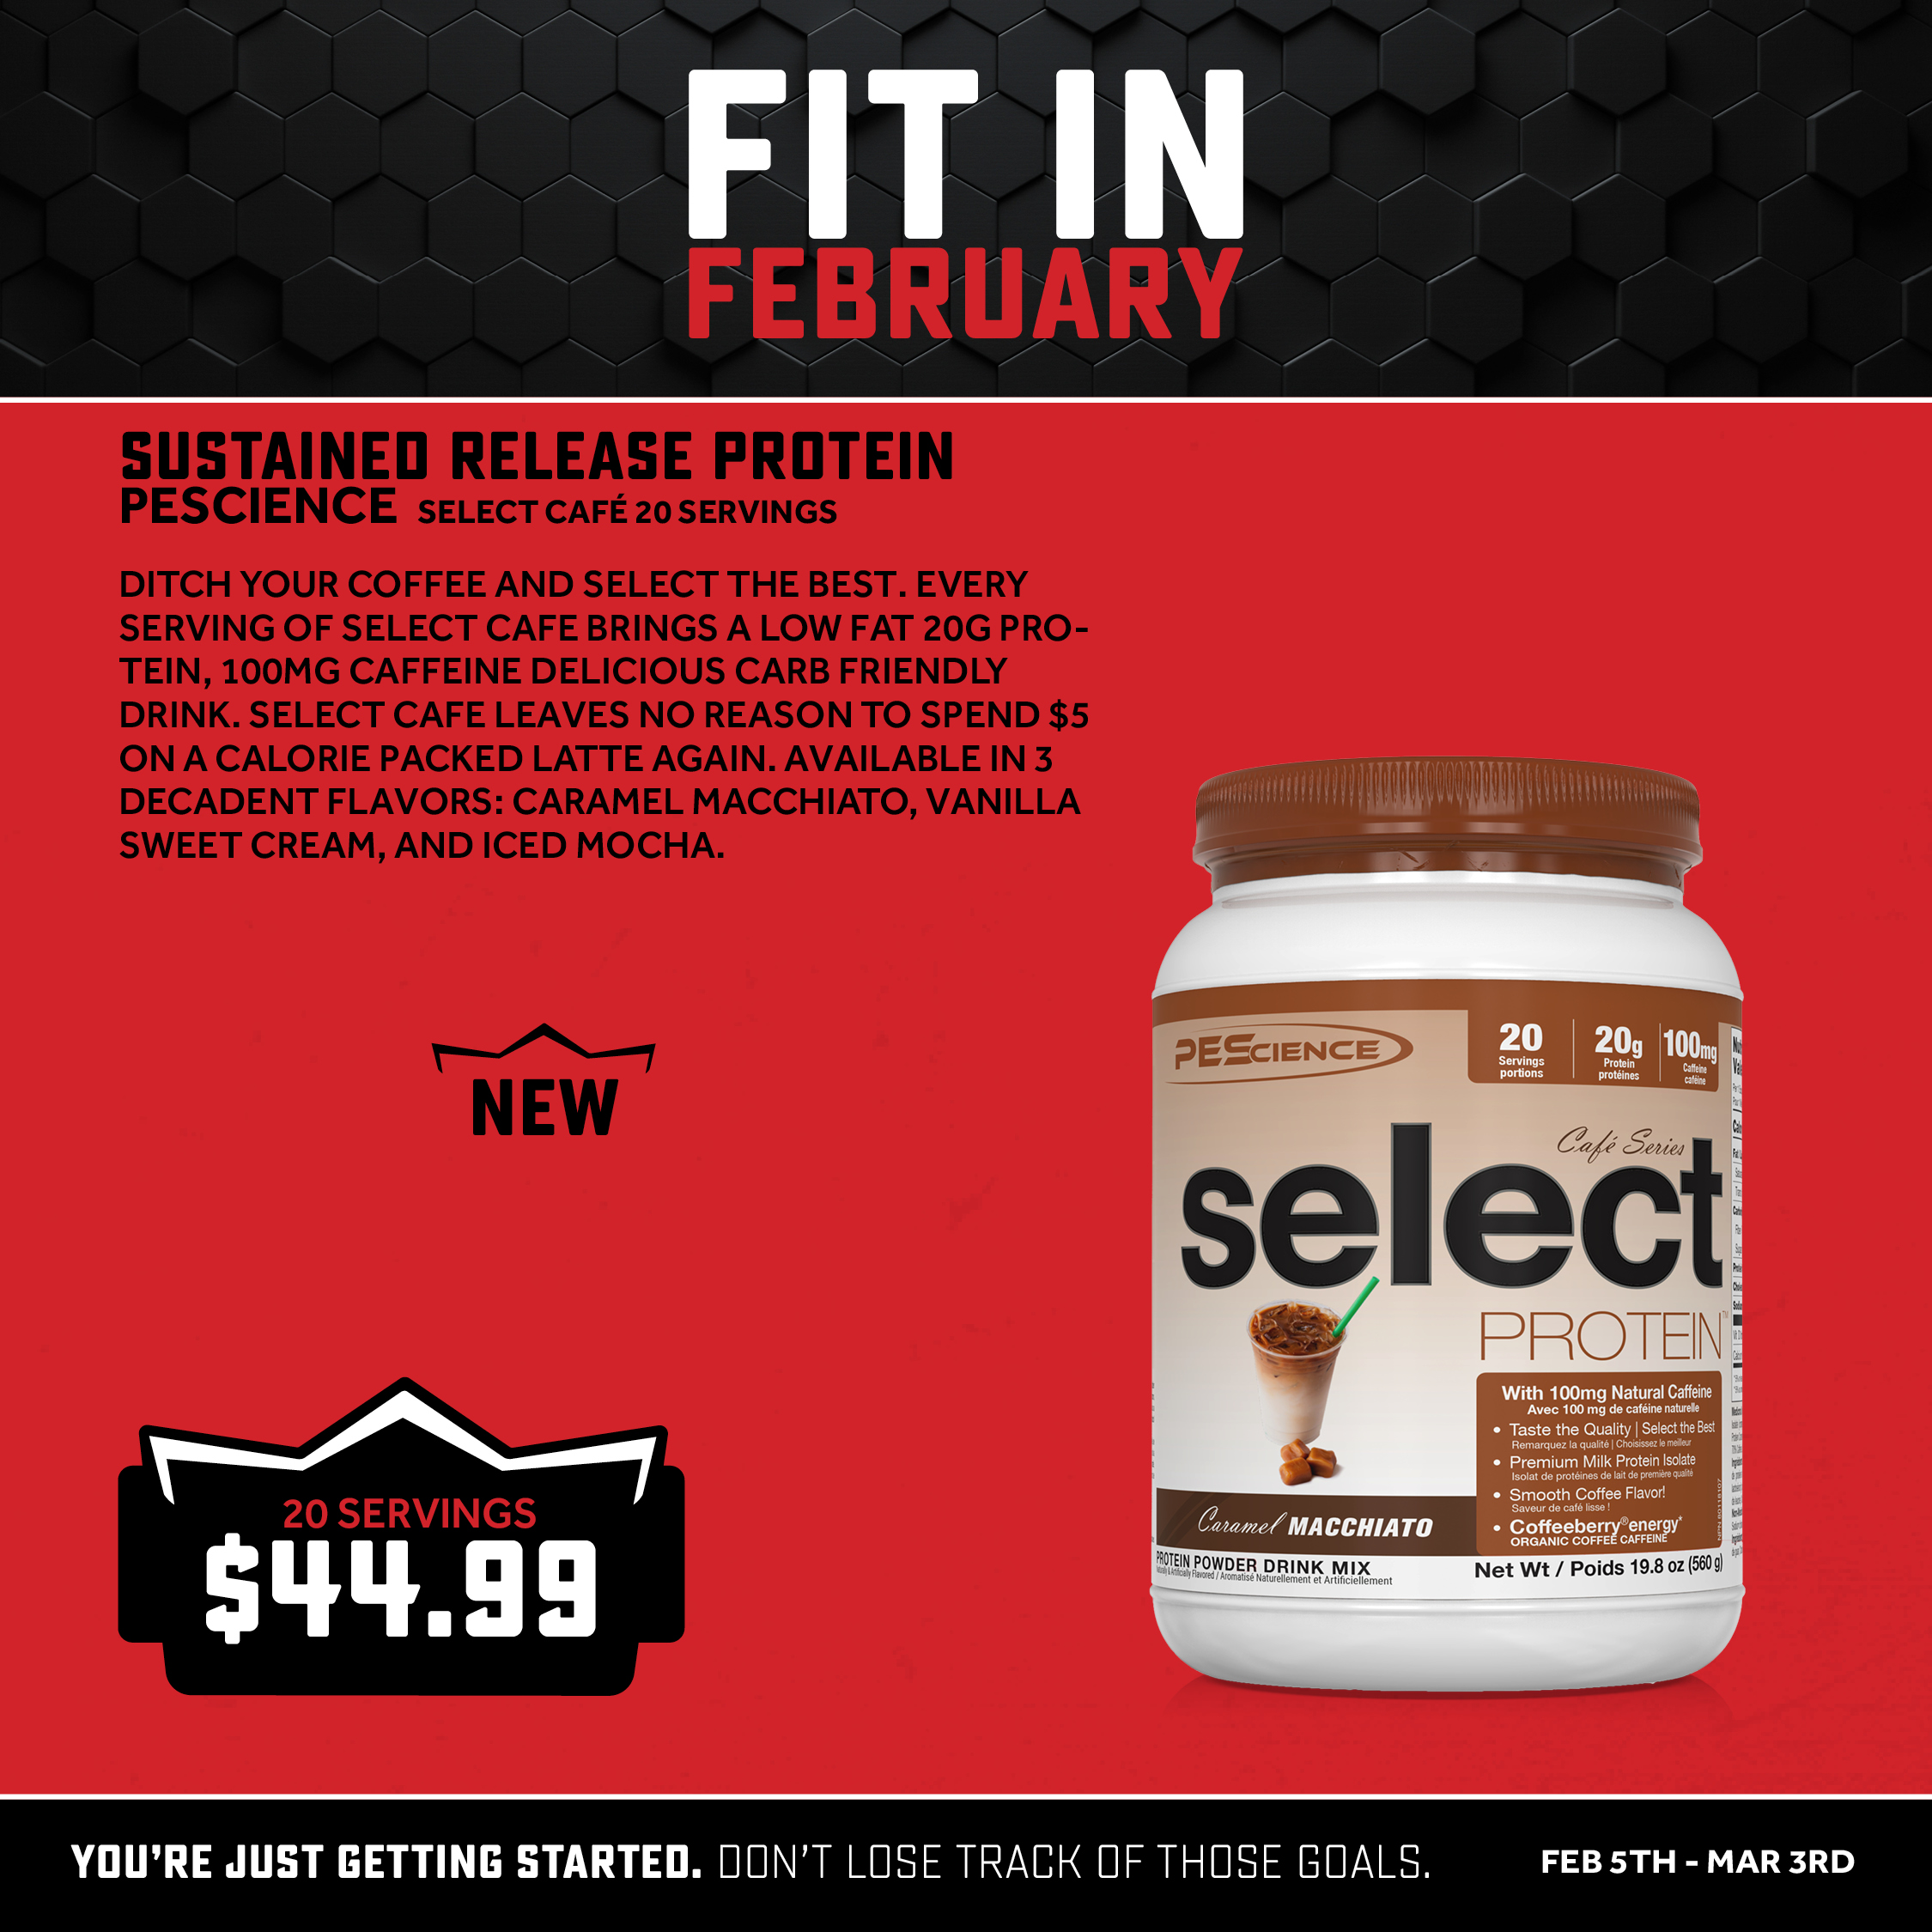 FIT IN
FEBRUARY
SUSTAINED RELEASE PROTEIN
PESCIENCE SELECT CAFÉ 20 SERVINGS
DITCH YOUR COFFEE AND SELECT THE BEST. EVERY
SERVING OF SELECT CAFE BRINGS A LOW FAT 20G PRO-
TEIN, 100MG CAFFEINE DELICIOUS CARB FRIENDLY
DRINK. SELECT CAFE LEAVES NO REASON TO SPEND $5
ON A CALORIE PACKED LATTE AGAIN. AVAILABLE IN 3
DECADENT FLAVORS: CARAMEL MACCHIATO, VANILLA
SWEET CREAM, AND ICED MOCHA.
NEW
20 SERVINGS
$44.99
PESCIENCE
20 Servings portions
20g Protein protéines
100mg Caffeine caféine
Café Series
select
PROTEIN™
With 100mg Natural Caffeine
Avec 100 mg de caféine naturelle
• Taste the Quality | Select the Best
Remarquez la qualité | Choisissez le meilleur
• Premium Milk Protein Isolate
Isolat de protéines de lait de première qualité
• Smooth Coffee Flavor!
Saveur de café lisse !
• Coffeeberry®energy*
ORGANIC COFFEE CAFFEINE
Caramel MACCHIATO
PROTEIN POWDER DRINK MIX
Naturally & Artificially Flavored / Aromatisé Naturellement et Artificiellement
Net Wt / Poids 19.8 oz (560 g)
YOU'RE JUST GETTING STARTED. DON'T LOSE TRACK OF THOSE GOALS.
FEB 5TH - MAR 3RD